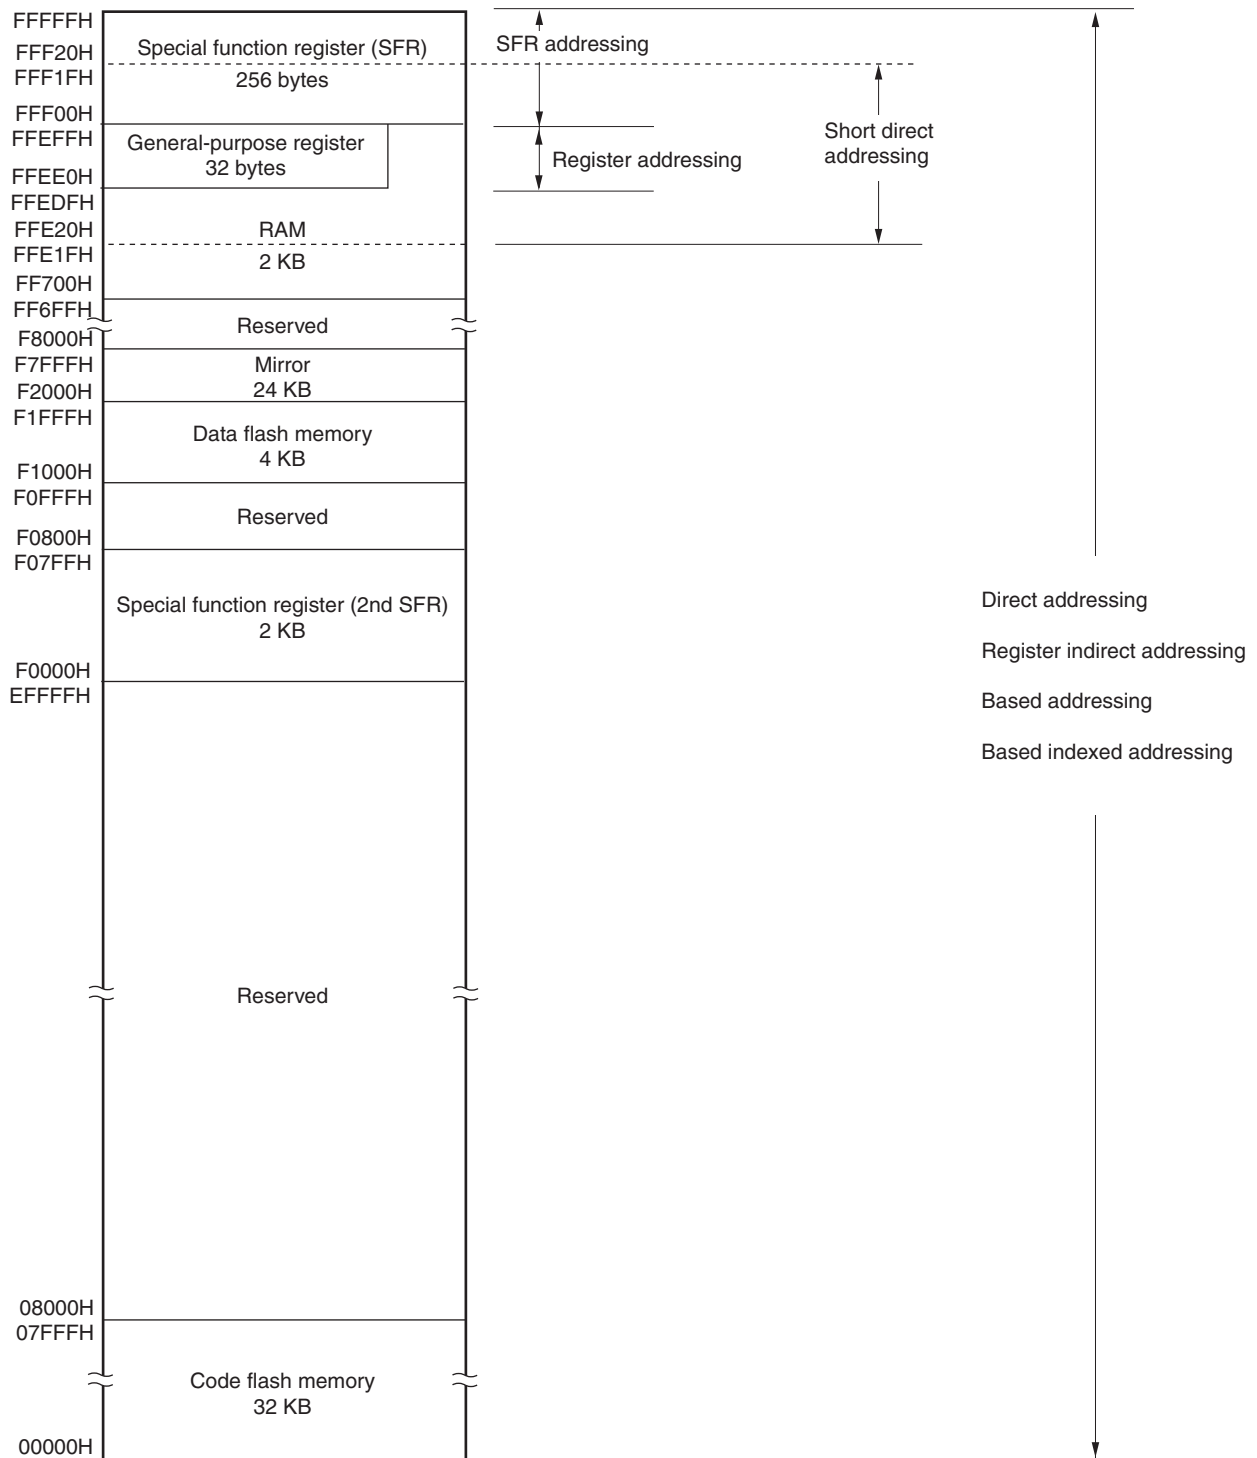 FFFFFH
SFR addressing
Special function register (SFR)
FFF20H
FFF1FH
256 bytes
FFF00H
FFEFFH
General-purpose register
32 bytes
Register addressing
Short direct
addressing
FFEE0H
FFEDFH
FFE20H
RAM
FFE1FH
2 KB
FF700H
FF6FFH
Reserved
F8000H
F7FFFH
Mirror
24 KB
F2000H
F1FFFH
Data flash memory
4 KB
F1000H
F0FFFH
Reserved
F0800H
F07FFH
Special function register (2nd SFR)
2 KB
Direct addressing
Register indirect addressing
Based addressing
Based indexed addressing
F0000H
EFFFFH
Reserved
08000H
07FFFH
Code flash memory
32 KB
00000H